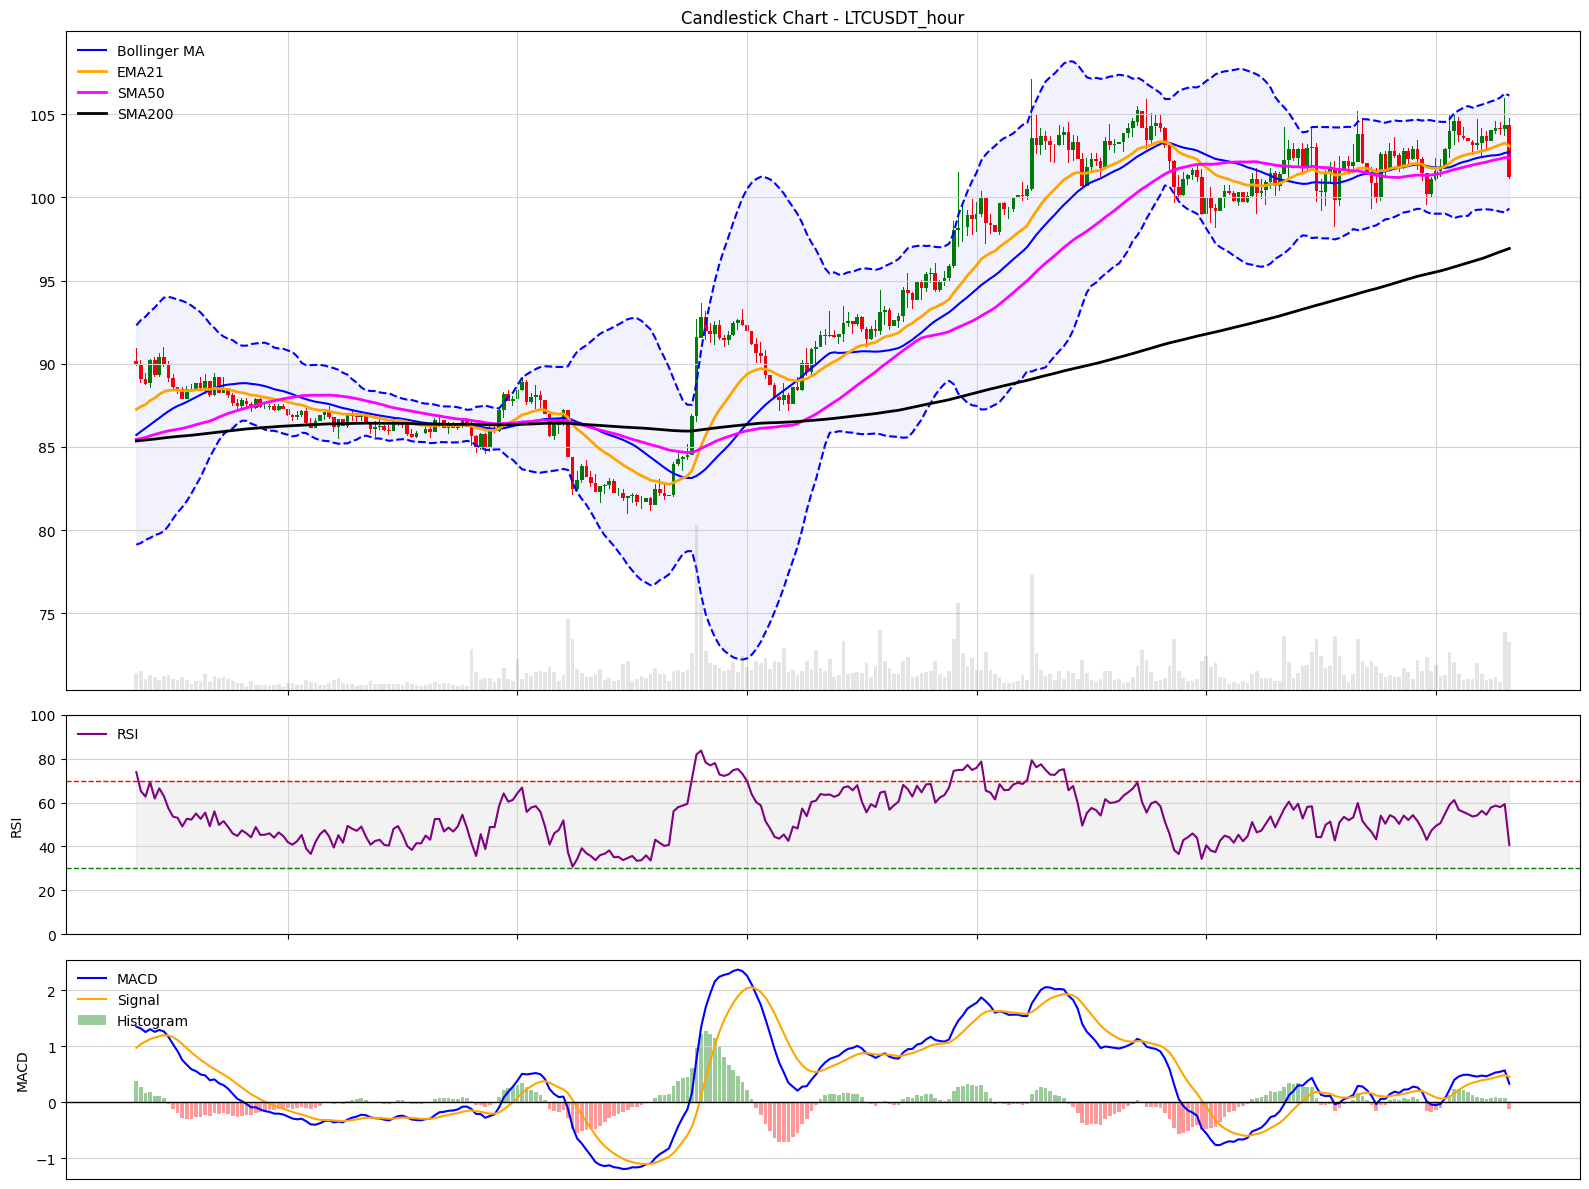 Candlestick Chart - LTCUSDT_hour
Bollinger MA
EMA21
SMA50
SMA200
105
100
95
90
85
80
75
RSI
100
80
60
40
20
0
RSI
MACD
Signal
Histogram
2
1
0
−1
MACD